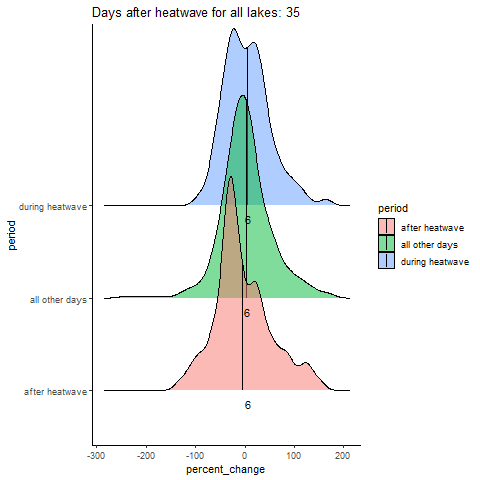 Days after heatwave for all lakes: 35
during heatwave
6
all other days
6
after heatwave
6
period
-300 -200 -100 0 100 200
percent_change
period
after heatwave
all other days
during heatwave